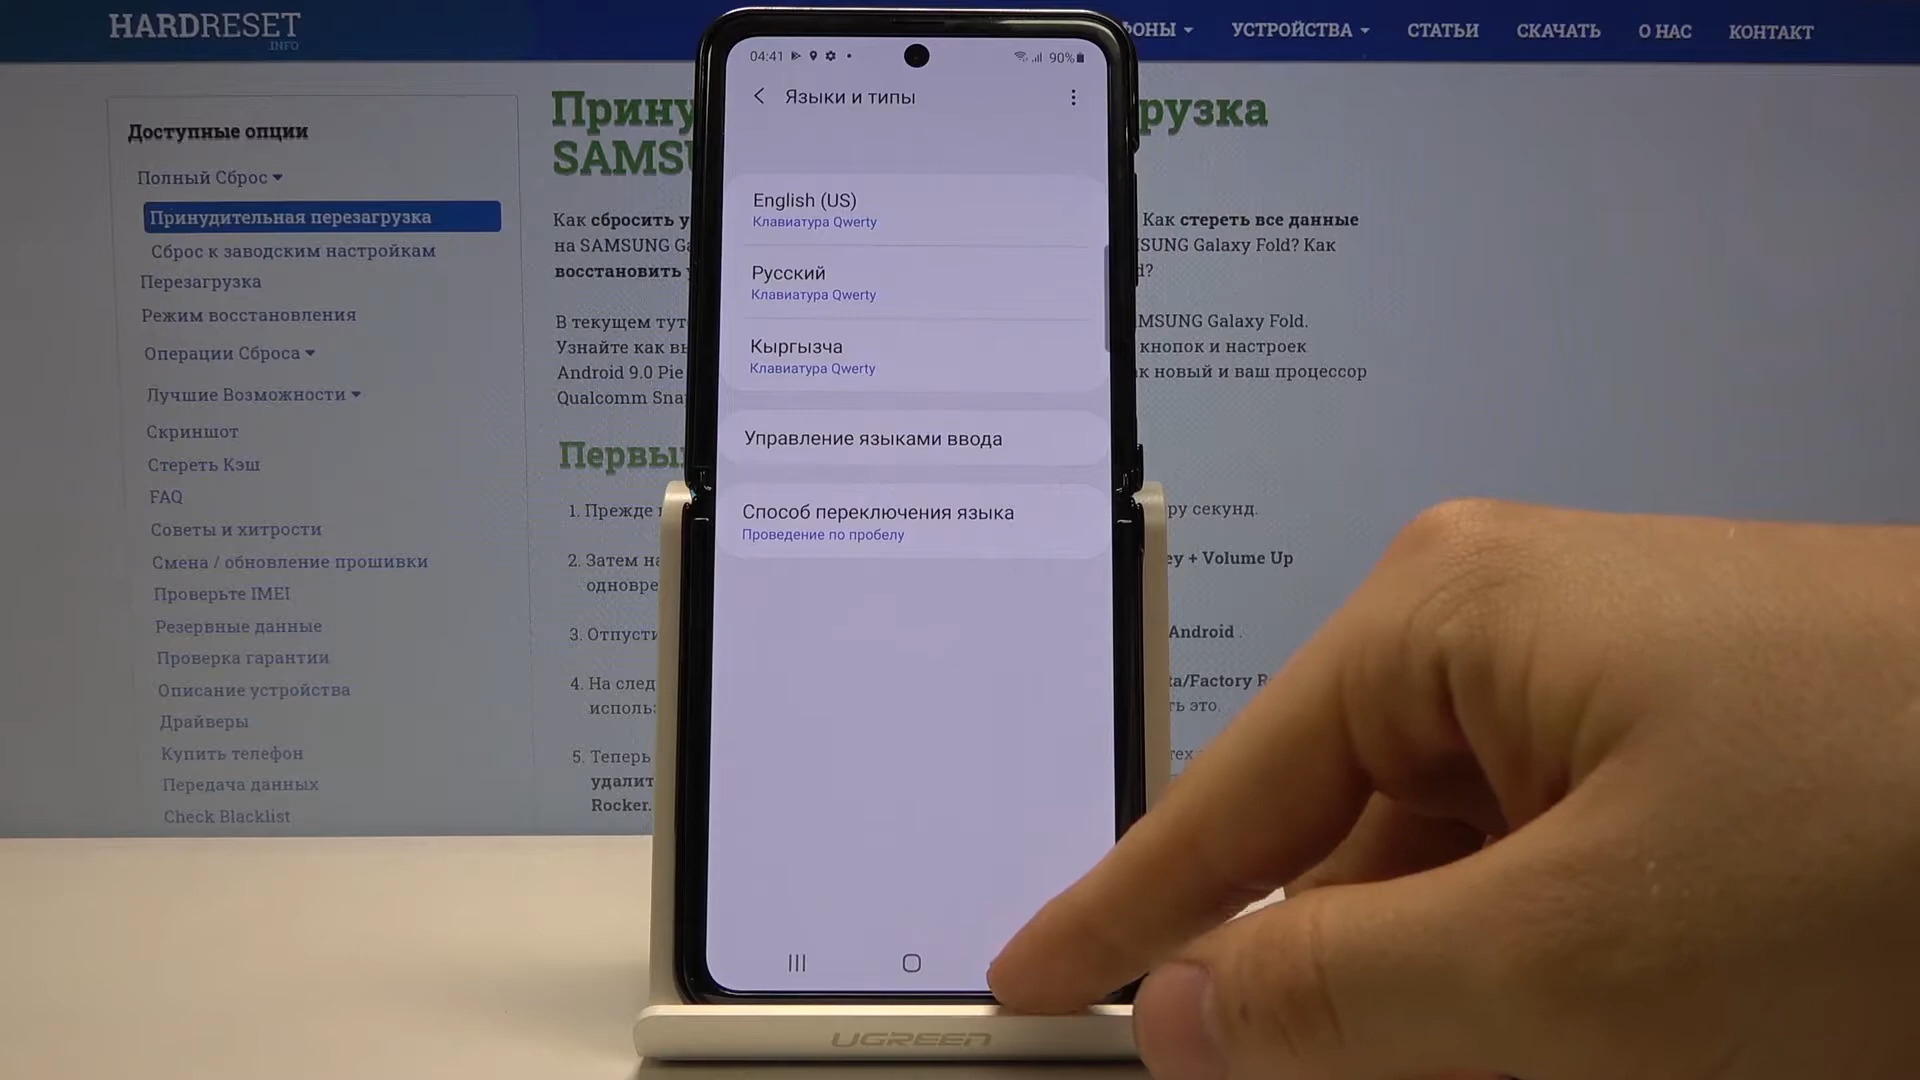 HARDRESET
INFO
ФОНЫ
УСТРОЙСТВА
СТАТЬИ
СКАЧАТЬ
О НАС
КОНТАКТ
Доступные опции
Полный Сброс
Принудительная перезагрузка
Сброс к заводским настройкам
Перезагрузка
Режим восстановления
Операции Сброса
Лучшие Возможности
Скриншот
Стереть Кэш
FAQ
Советы и хитрости
Смена / обновление прошивки
Проверьте IMEI
Резервные данные
Проверка гарантии
Описание устройства
Драйверы
Купить телефон
Передача данных
Check Blacklist
Прину рузка
SAMSU
Как сбросить у Как стереть все данные
на SAMSUNG Ga SUNG Galaxy Fold? Как
восстановить d?
В текущем тут MSUNG Galaxy Fold.
Узнайте как вы кнопок и настроек
Android 9.0 Pie ак новый и ваш процессор
Qualcomm Sna
Первы
1. Прежде ру секунд.
2. Затем на ey + Volume Up
одновре
3. Отпусти Android .
4. На след ta/Factory R
использ ть это.
5. Теперь тех
удалит
Rocker.
04:41 90%
Языки и типы
English (US)
Клавиатура Qwerty
Русский
Клавиатура Qwerty
Кыргызча
Клавиатура Qwerty
Управление языками ввода
Способ переключения языка
Проведение по пробелу
UGREEN